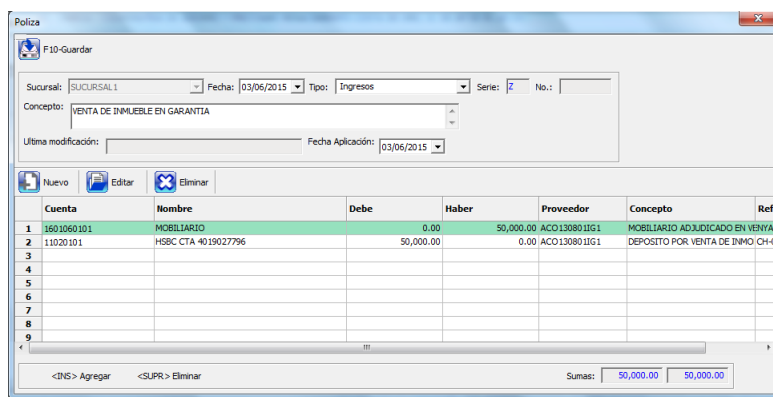 Poliza
F10-Guardar
Sucursal: SUCURSAL1 Fecha: 03/06/2015 Tipo: Ingresos Serie: Z No.:
Concepto: VENTA DE INMUEBLE EN GARANTIA
Ultima modificación: Fecha Aplicación: 03/06/2015
Nuevo Editar Eliminar
Cuenta Nombre Debe Haber Proveedor Concepto Ref
1 1601060101 MOBILIARIO 0.00 50,000.00 ACO130801IG1 MOBILIARIO ADJUDICADO EN VENYA
2 11020101 HSBC CTA 4019027796 50,000.00 0.00 ACO130801IG1 DEPOSITO POR VENTA DE INMO CH-
3
4
5
6
7
8
9
<INS> Agregar <SUPR> Eliminar Sumas: 50,000.00 50,000.00